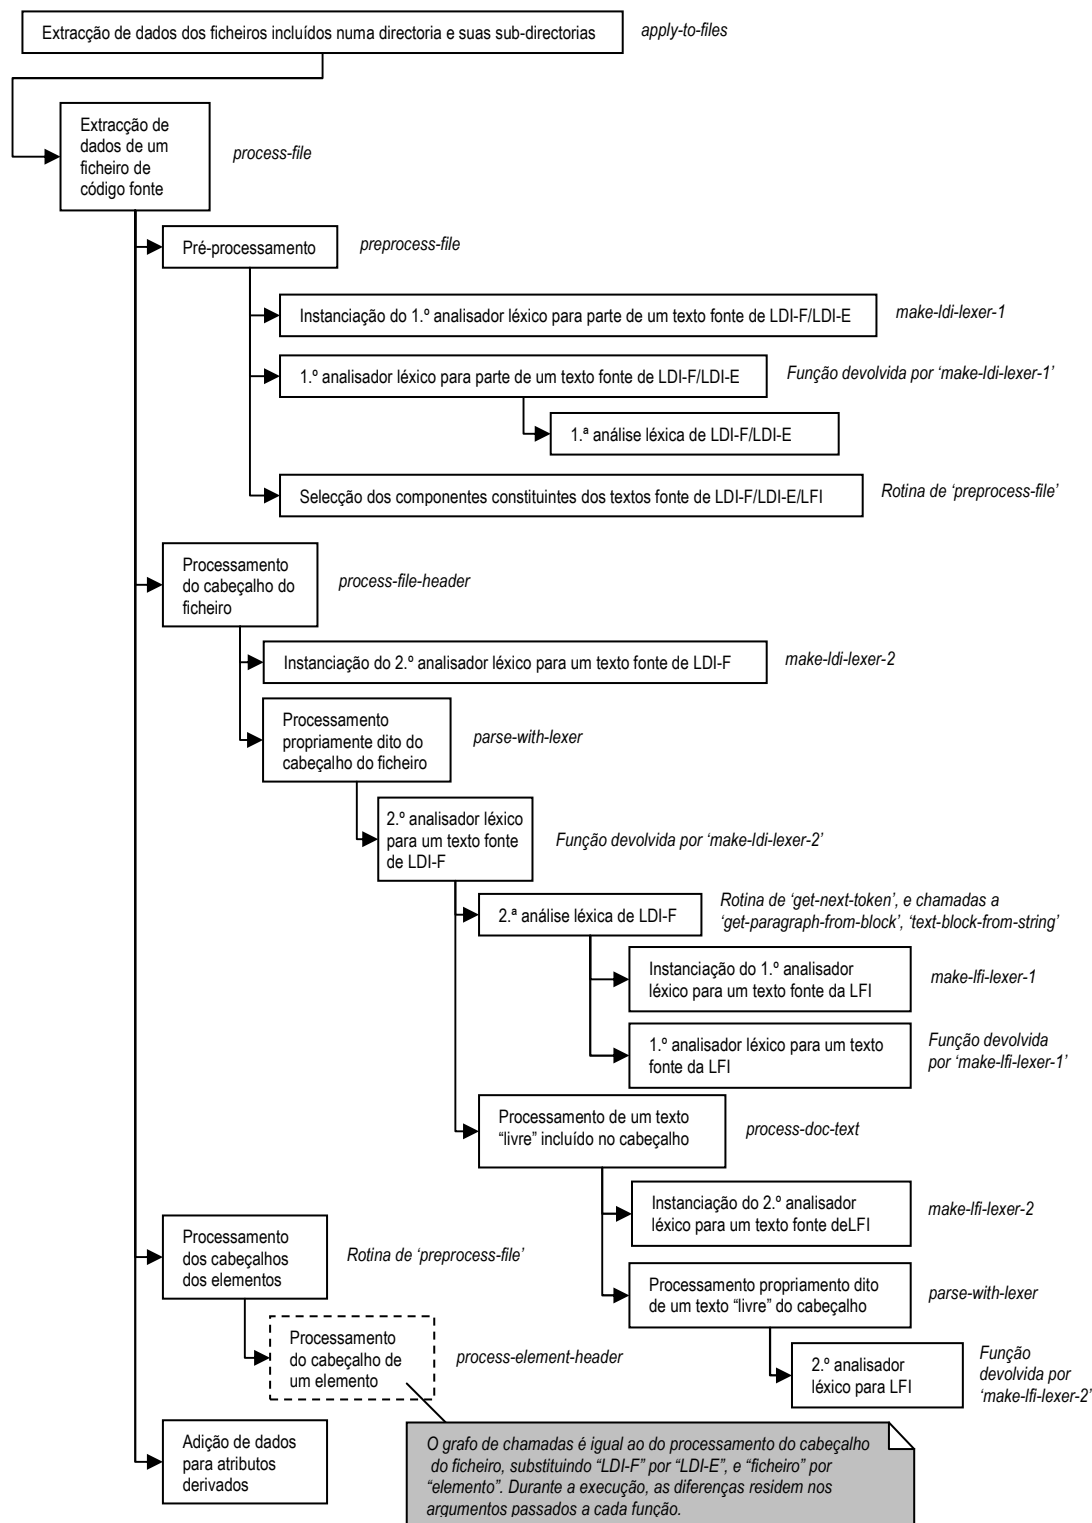 Extracção de dados dos ficheiros incluídos numa directoria e suas sub-directorias
apply-to-files
Extracção de
dados de um
ficheiro de
código fonte
process-file
Pré-processamento
preprocess-file
Instanciação do 1.º analisador léxico para parte de um texto fonte de LDI-F/LDI-E
make-ldi-lexer-1
1.º analisador léxico para parte de um texto fonte de LDI-F/LDI-E
Função devolvida por ‘make-ldi-lexer-1’
1.ª análise léxica de LDI-F/LDI-E
Selecção dos componentes constituintes dos textos fonte de LDI-F/LDI-E/LFI
Rotina de ‘preprocess-file’
Processamento
do cabeçalho do
ficheiro
process-file-header
Instanciação do 2.º analisador léxico para um texto fonte de LDI-F
make-ldi-lexer-2
Processamento
propriamente dito do
cabeçalho do ficheiro
parse-with-lexer
2.º analisador léxico
para um texto fonte
de LDI-F
Função devolvida por ‘make-ldi-lexer-2’
2.ª análise léxica de LDI-F
Rotina de ‘get-next-token’, e chamadas a
‘get-paragraph-from-block’, ‘text-block-from-string’
Instanciação do 1.º analisador
léxico para um texto fonte da LFI
make-lfi-lexer-1
1.º analisador léxico para um texto
fonte da LFI
Função devolvida
por ‘make-lfi-lexer-1’
Processamento de um texto
“livre” incluído no cabeçalho
process-doc-text
Instanciação do 2.º analisador
léxico para um texto fonte deLFI
make-lfi-lexer-2
Processamento
dos cabeçalhos
dos elementos
Rotina de ‘preprocess-file’
Processamento propriamento dito
de um texto “livre” do cabeçalho
parse-with-lexer
Processamento
do cabeçalho de
um elemento
process-element-header
2.º analisador
léxico para LFI
Função
devolvida por
‘make-lfi-lexer-2’
Adição de dados
para atributos
derivados
O grafo de chamadas é igual ao do processamento do cabeçalho
do ficheiro, substituindo “LDI-F” por “LDI-E”, e “ficheiro” por
“elemento”. Durante a execução, as diferenças residem nos
argumentos passados a cada função.